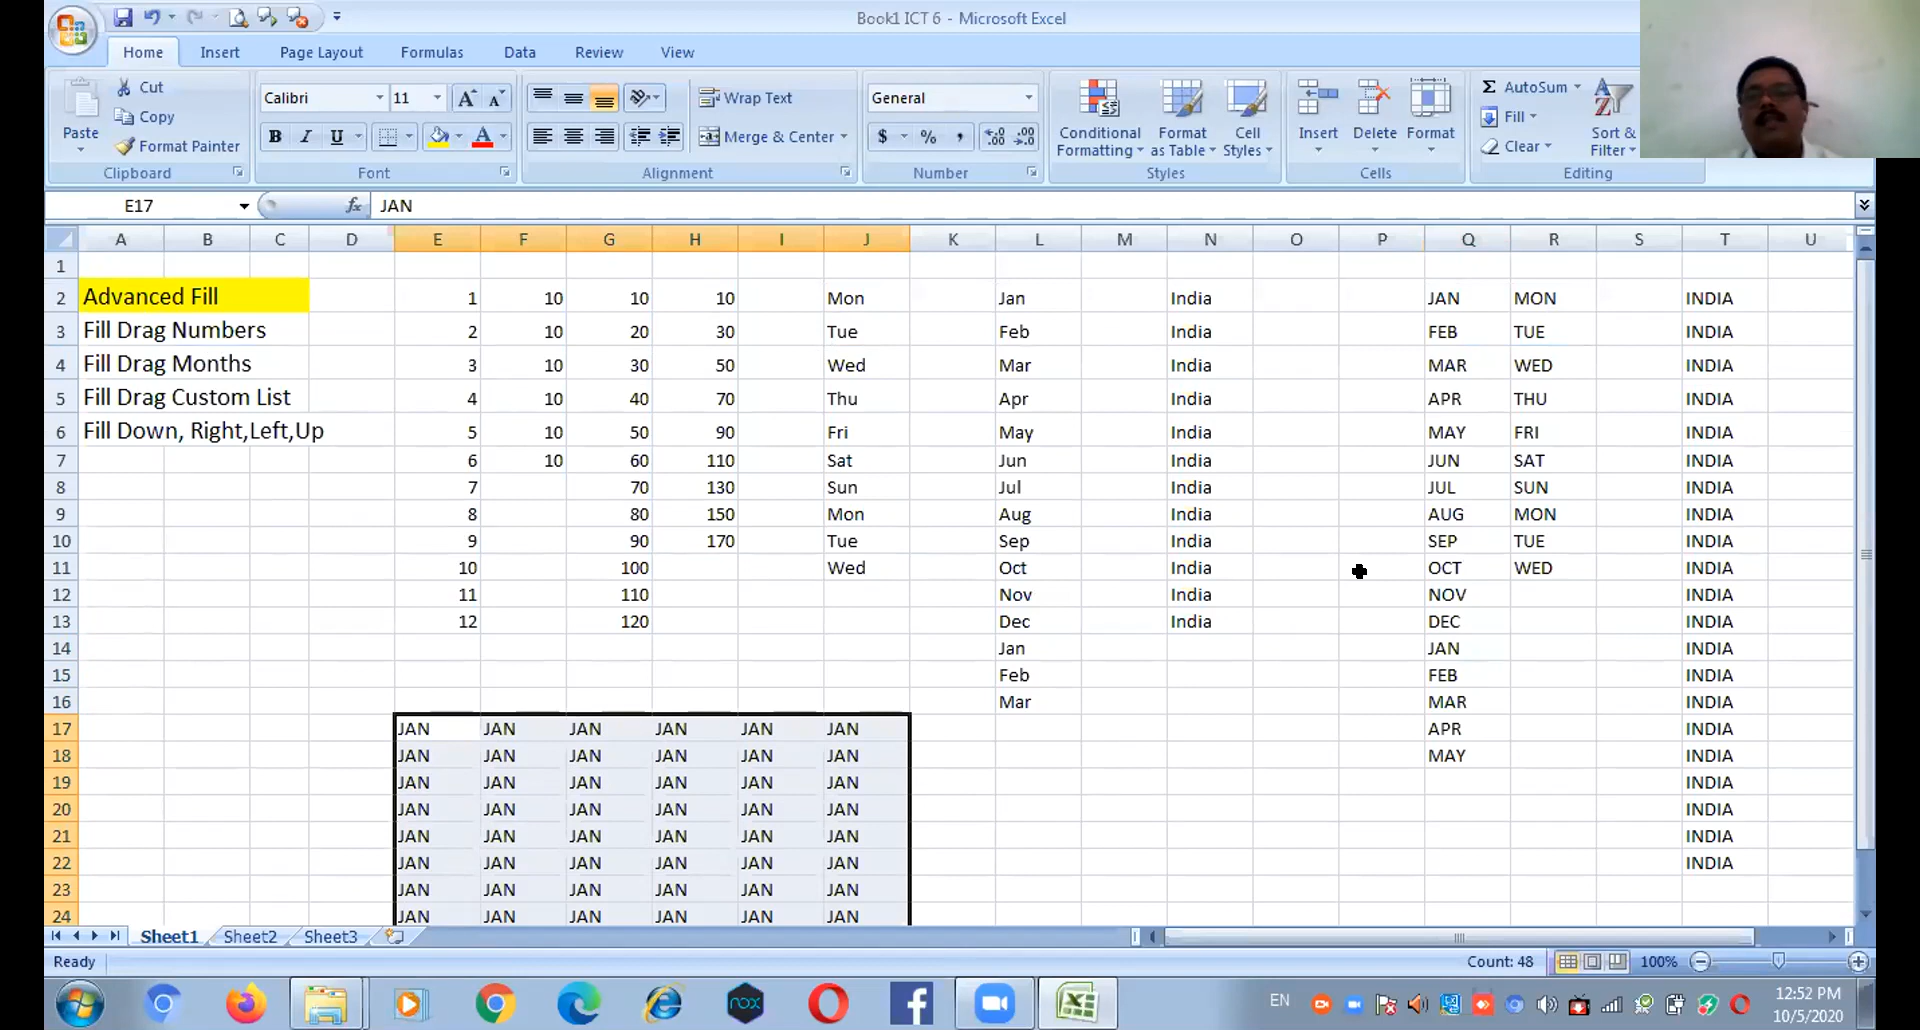 Book1 ICT 6 - Microsoft Excel
Home Insert Page Layout Formulas Data Review View
Paste Cut Copy Format Painter
Clipboard
Calibri 11
B I U A
Font
Wrap Text
Merge & Center
Alignment
General
$ % ,
Number
Conditional Formatting Format as Table Cell Styles
Styles
Insert Delete Format
Cells
Σ AutoSum Fill Clear Sort & Filter
Editing
E17 fx JAN
A B C D E F G H I J K L M N O P Q R S T U
1
2 Advanced Fill 1 10 10 10 Mon Jan India JAN MON INDIA
3 Fill Drag Numbers 2 10 20 30 Tue Feb India FEB TUE INDIA
4 Fill Drag Months 3 10 30 50 Wed Mar India MAR WED INDIA
5 Fill Drag Custom List 4 10 40 70 Thu Apr India APR THU INDIA
6 Fill Down, Right,Left,Up 5 10 50 90 Fri May India MAY FRI INDIA
7 6 10 60 110 Sat Jun India JUN SAT INDIA
8 7 70 130 Sun Jul India JUL SUN INDIA
9 8 80 150 Mon Aug India AUG MON INDIA
10 9 90 170 Tue Sep India SEP TUE INDIA
11 10 100 Wed Oct India OCT WED INDIA
12 11 110 Nov India NOV INDIA
13 12 120 Dec India DEC INDIA
14 Jan JAN INDIA
15 Feb FEB INDIA
16 Mar MAR INDIA
17 JAN JAN JAN JAN JAN JAN APR INDIA
18 JAN JAN JAN JAN JAN JAN MAY INDIA
19 JAN JAN JAN JAN JAN JAN INDIA
20 JAN JAN JAN JAN JAN JAN INDIA
21 JAN JAN JAN JAN JAN JAN INDIA
22 JAN JAN JAN JAN JAN JAN INDIA
23 JAN JAN JAN JAN JAN JAN
24 JAN JAN JAN JAN JAN JAN
Sheet1 Sheet2 Sheet3
Ready Count: 48 100%
nox EN 12:52 PM
10/5/2020